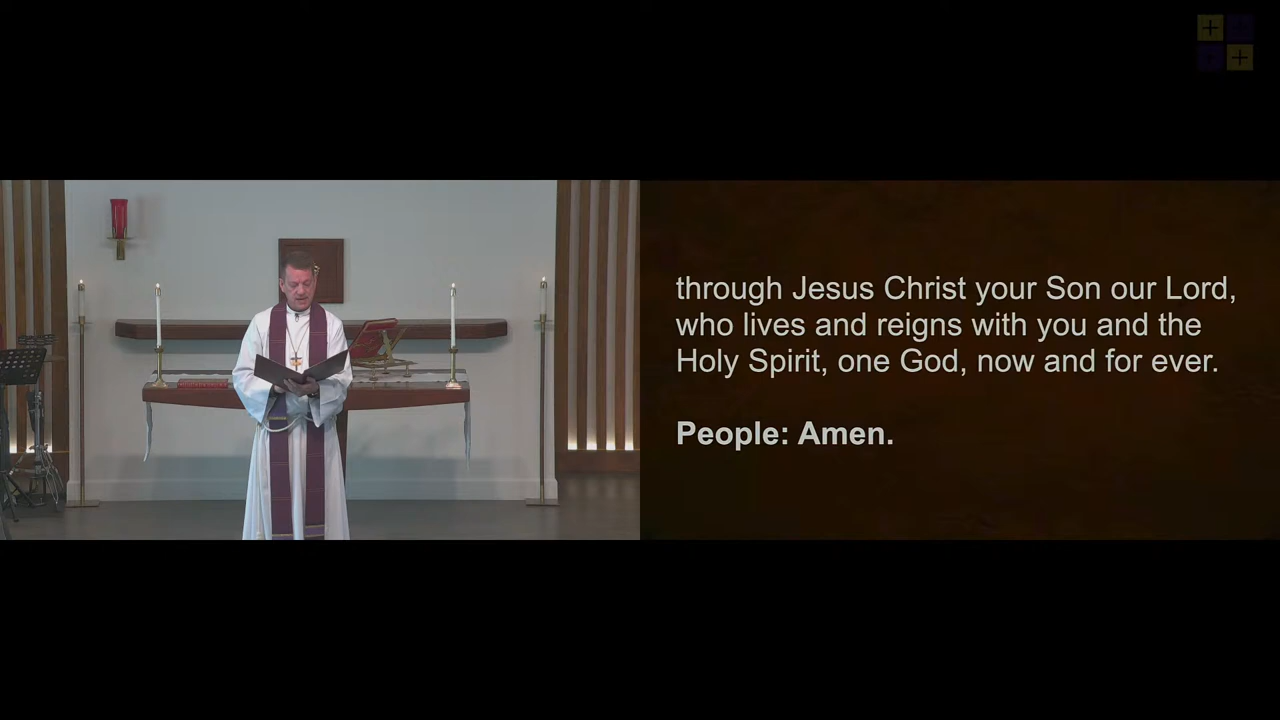 through Jesus Christ your Son our Lord,
who lives and reigns with you and the
Holy Spirit, one God, now and for ever.
People: Amen.